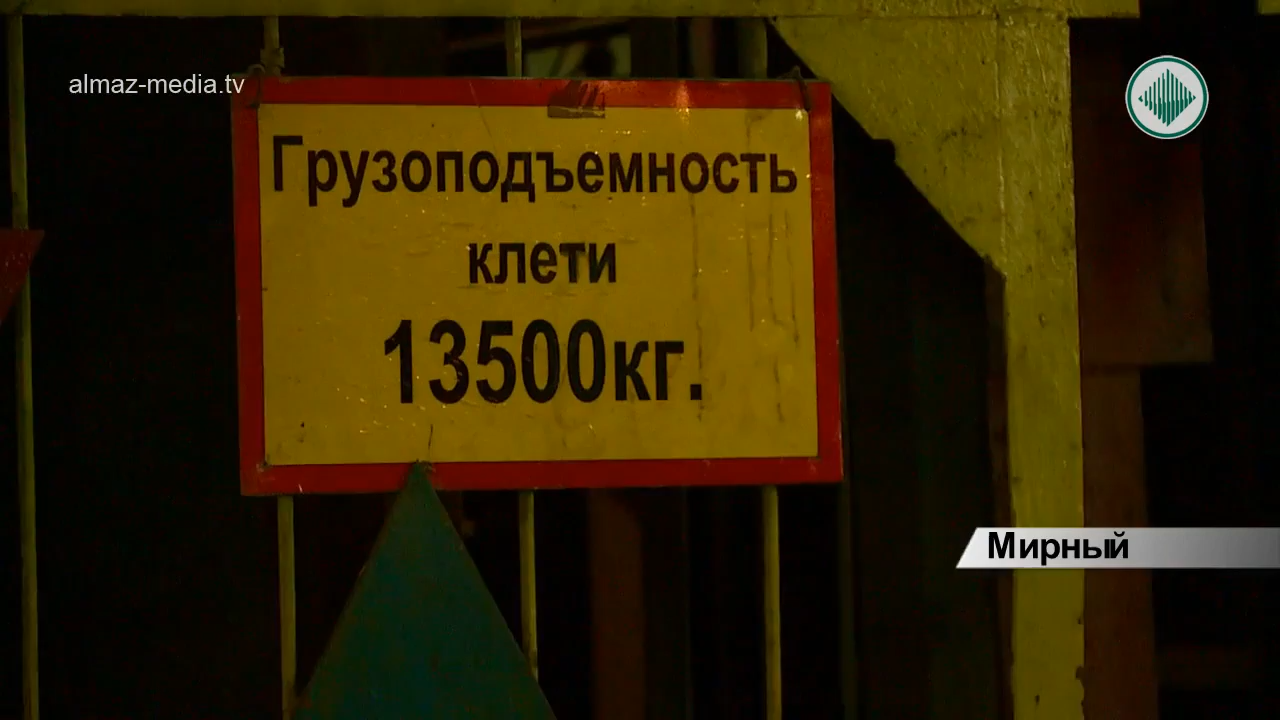 almaz-media.tv
Грузоподъемность
клети
13500кг.
Мирный